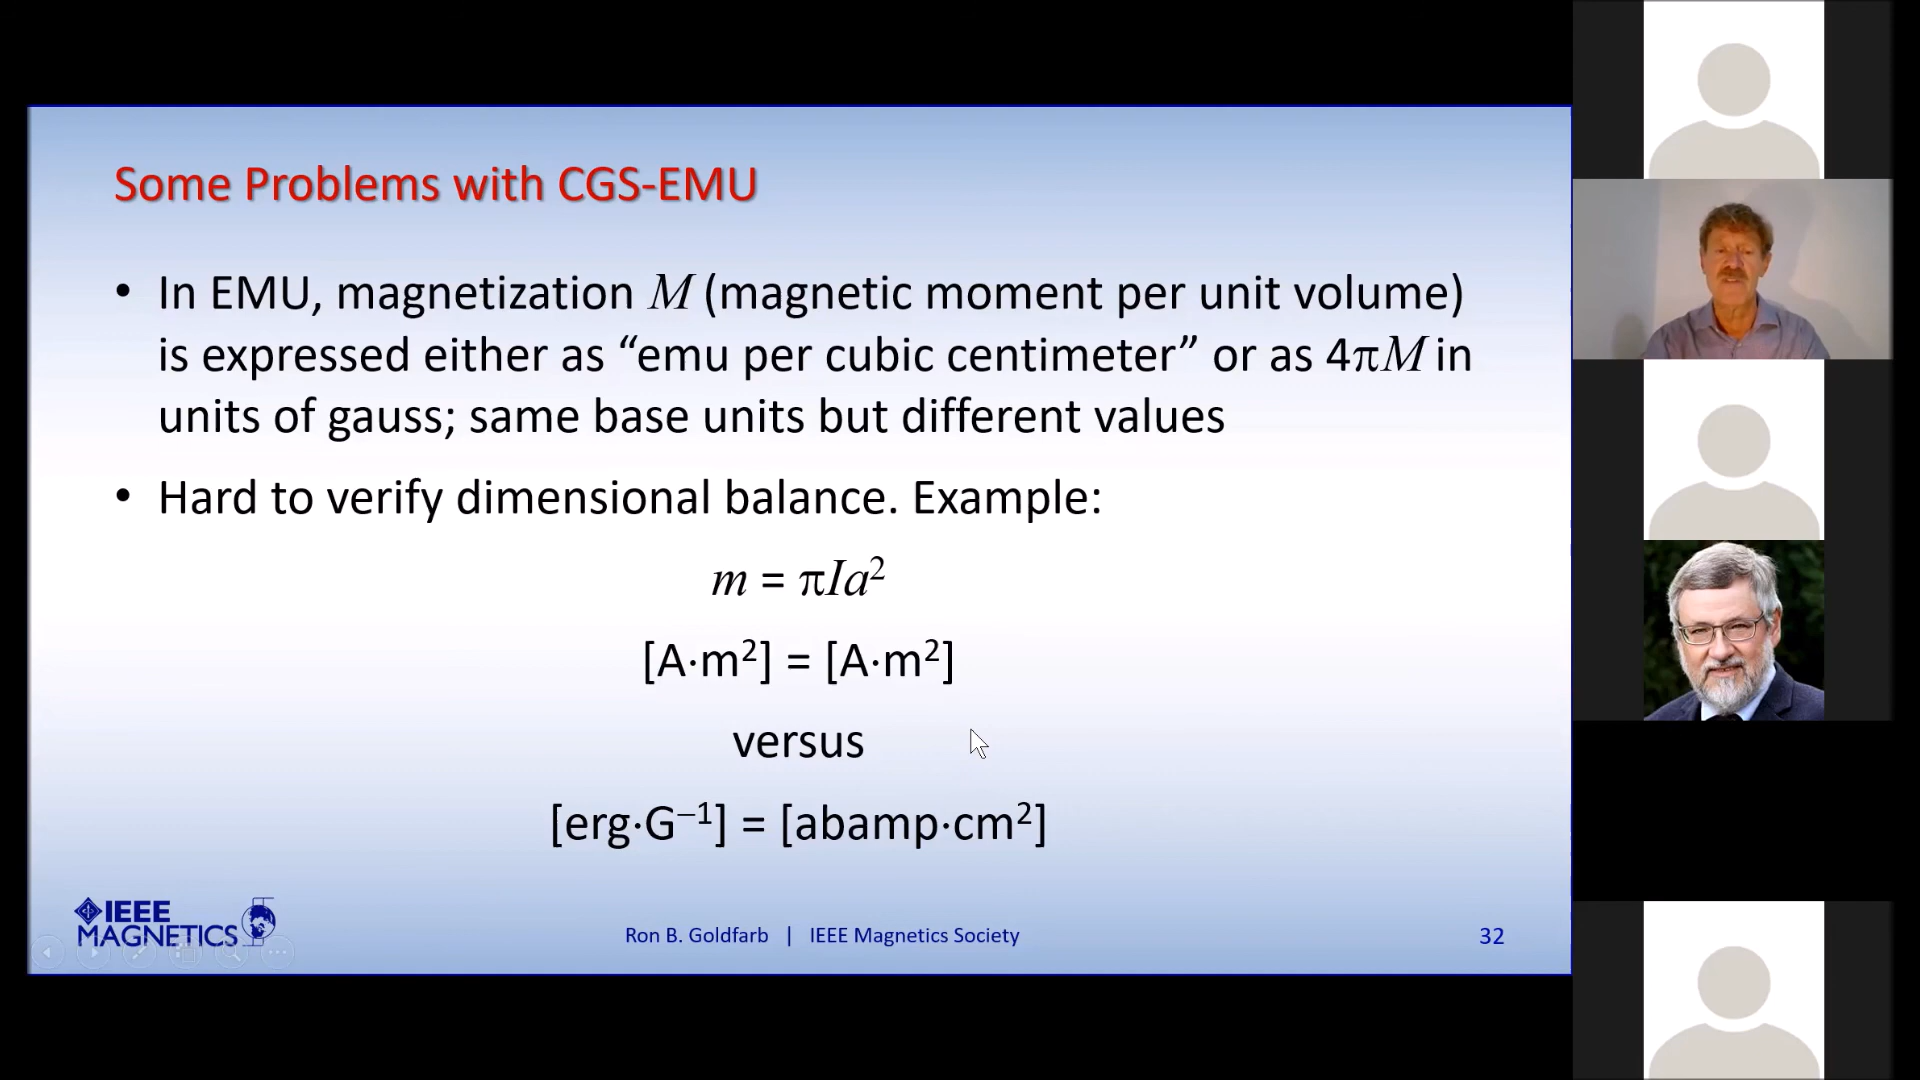 Some Problems with CGS-EMU
• In EMU, magnetization M (magnetic moment per unit volume)
is expressed either as “emu per cubic centimeter” or as 4πM in
units of gauss; same base units but different values
• Hard to verify dimensional balance. Example:
m = πIa²
[A·m²] = [A·m²]
versus
[erg·G⁻¹] = [abamp·cm²]
IEEE
MAGNETICS
Ron B. Goldfarb | IEEE Magnetics Society
32